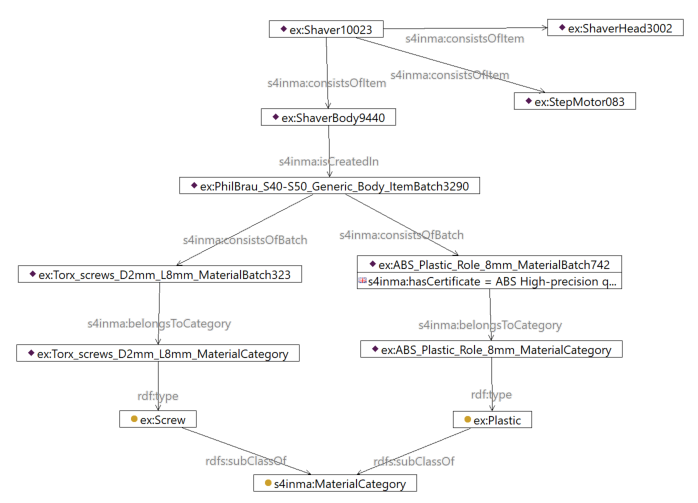 ex:Shaver10023
ex:ShaverHead3002
s4inma:consistsOfItem
s4inma:consistsOfItem
s4inma:consistsOfItem
ex:StepMotor083
ex:ShaverBody9440
s4inma:isCreatedIn
ex:PhilBrau_S40-S50_Generic_Body_ItemBatch3290
s4inma:consistsOfBatch
s4inma:consistsOfBatch
ex:Torx_screws_D2mm_L8mm_MaterialBatch323
ex:ABS_Plastic_Role_8mm_MaterialBatch742
s4inma:hasCertificate = ABS High-precision q...
s4inma:belongsToCategory
s4inma:belongsToCategory
ex:Torx_screws_D2mm_L8mm_MaterialCategory
ex:ABS_Plastic_Role_8mm_MaterialCategory
rdf:type
rdf:type
ex:Screw
ex:Plastic
rdfs:subClassOf
rdfs:subClassOf
s4inma:MaterialCategory